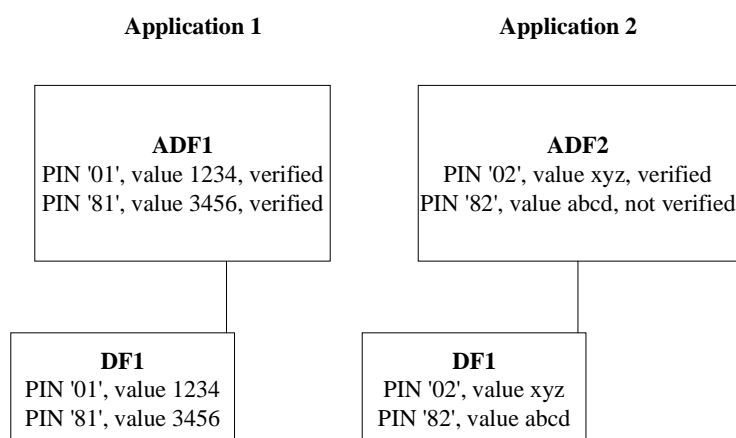 Application 1
Application 2
ADF1
PIN '01', value 1234, verified
PIN '81', value 3456, verified
ADF2
PIN '02', value xyz, verified
PIN '82', value abcd, not verified
DF1
PIN '01', value 1234
PIN '81', value 3456
DF1
PIN '02', value xyz
PIN '82', value abcd